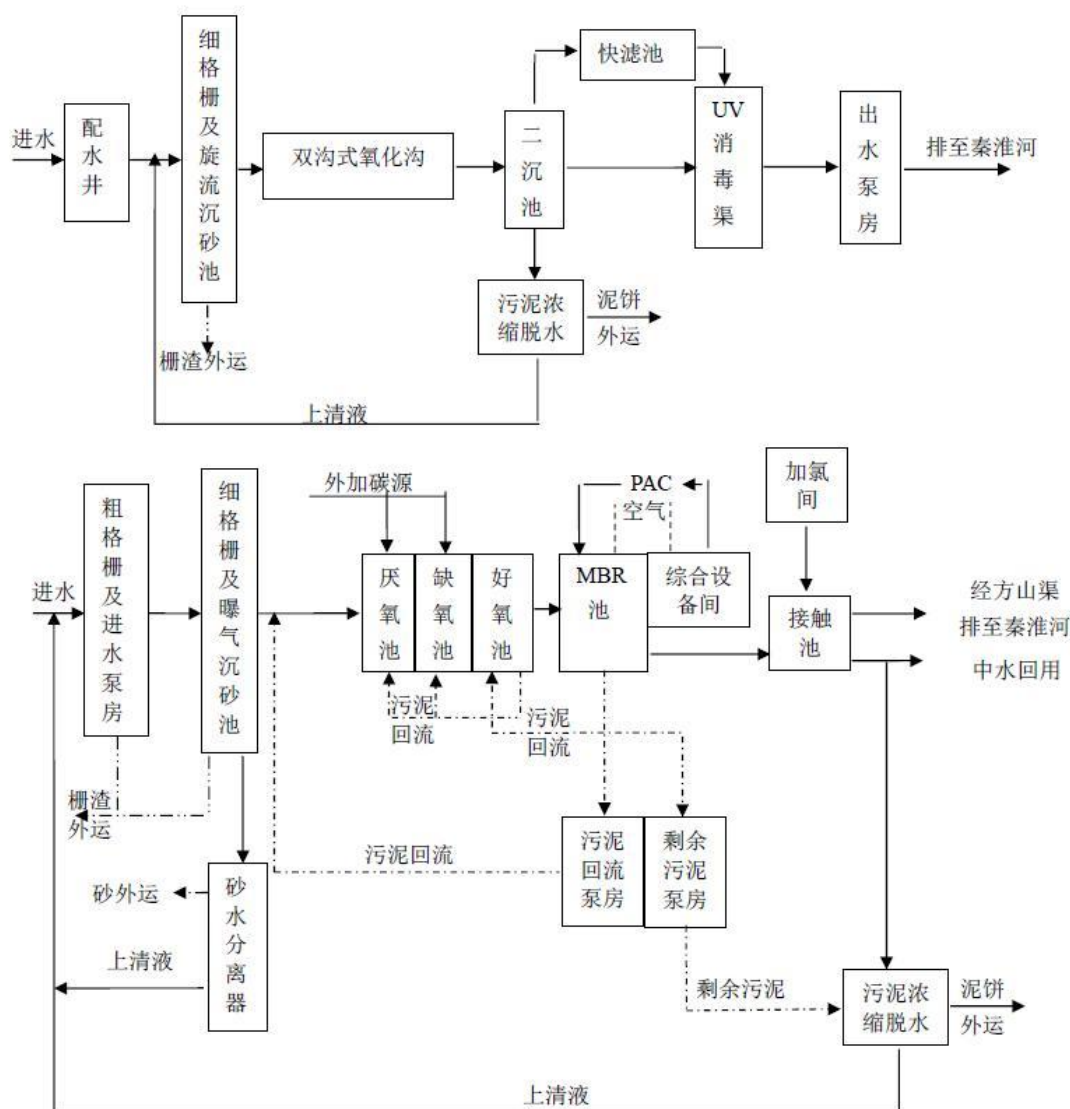 进水
配水井
细格栅及旋流沉砂池
栅渣外运
双沟式氧化沟
二沉池
快滤池
UV
消毒渠
出水泵房
排至秦淮河
污泥浓
缩脱水
泥饼
外运
上清液
进水
粗格栅及进水泵房
细格栅及曝气沉砂池
栅渣
外运
砂水分离器
砂外运
上清液
外加碳源
厌氧池
缺氧池
好氧池
污泥
回流
污泥
回流
PAC
空气
MBR
池
综合设
备间
加氯
间
接触
池
经方山渠
排至秦淮河
中水回用
污泥回流
污泥
回流
泵房
剩余
污泥
泵房
剩余污泥
污泥浓
缩脱水
泥饼
外运
上清液